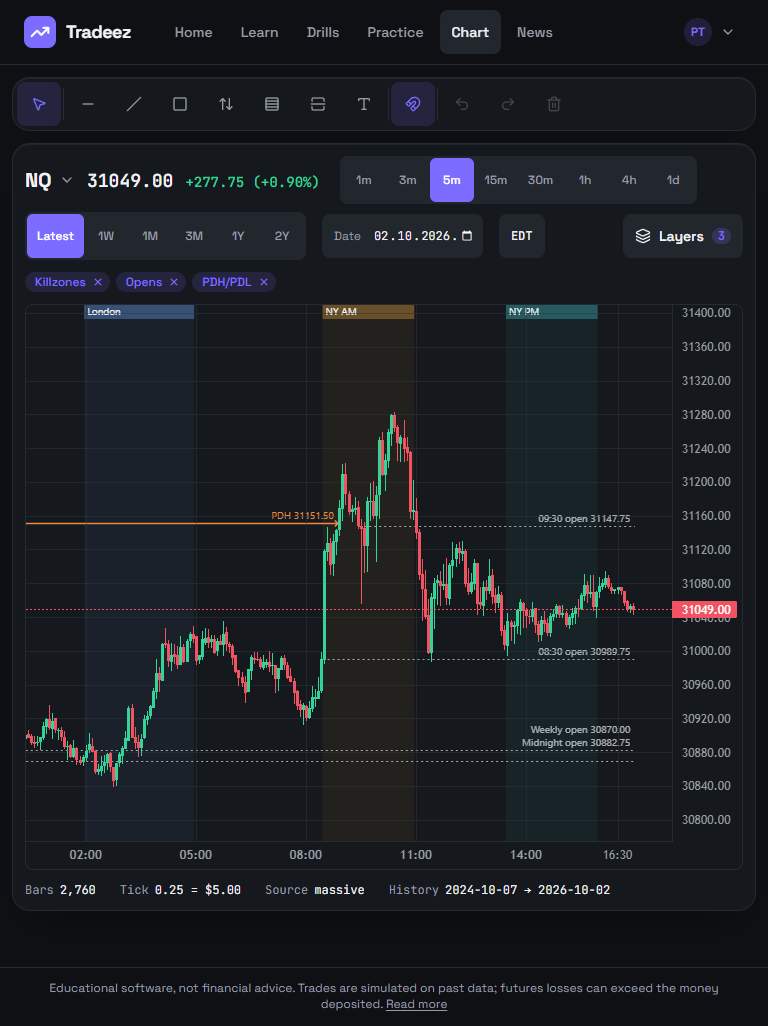 Tradeez Home Learn Drills Practice Chart News PT
T
NQ 31049.00 +277.75 (+0.90%) 1m 3m 5m 15m 30m 1h 4h 1d
Latest 1W 1M 3M 1Y 2Y Date 02.10.2026. EDT Layers 3
Killzones × Opens × PDH/PDL ×
London NY AM NY PM
31400.00
31360.00
31320.00
31280.00
31240.00
31200.00
31160.00
PDH 31151.50
09:30 open 31147.75
31120.00
31080.00
31049.00
31040.00
31000.00
08:30 open 30989.75
30960.00
30920.00
Weekly open 30870.00
Midnight open 30882.75
30880.00
30840.00
30800.00
02:00 05:00 08:00 11:00 14:00 16:30
Bars 2,760 Tick 0.25 = $5.00 Source massive History 2024-10-07 → 2026-10-02
Educational software, not financial advice. Trades are simulated on past data; futures losses can exceed the money
deposited. Read more